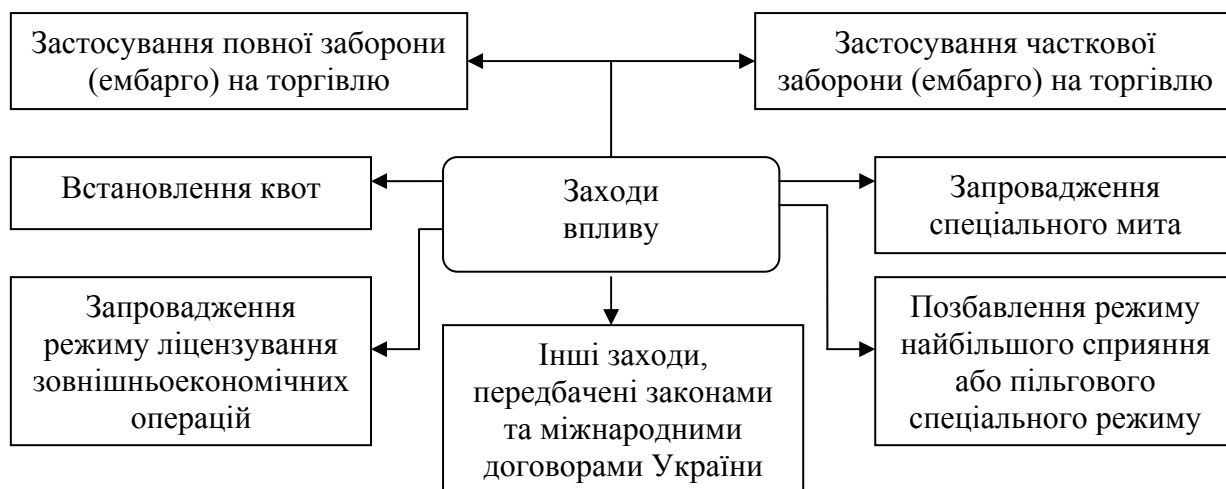 Застосування повної заборони
(ембарго) на торгівлю
Застосування часткової
заборони (ембарго) на торгівлю
Встановлення квот
Заходи
впливу
Запровадження
спеціального мита
Запровадження
режиму ліцензування
зовнішньоекономічних
операцій
Інші заходи,
передбачені законами
та міжнародними
договорами України
Позбавлення режиму
найбільшого сприяння
або пільгового
спеціального режиму